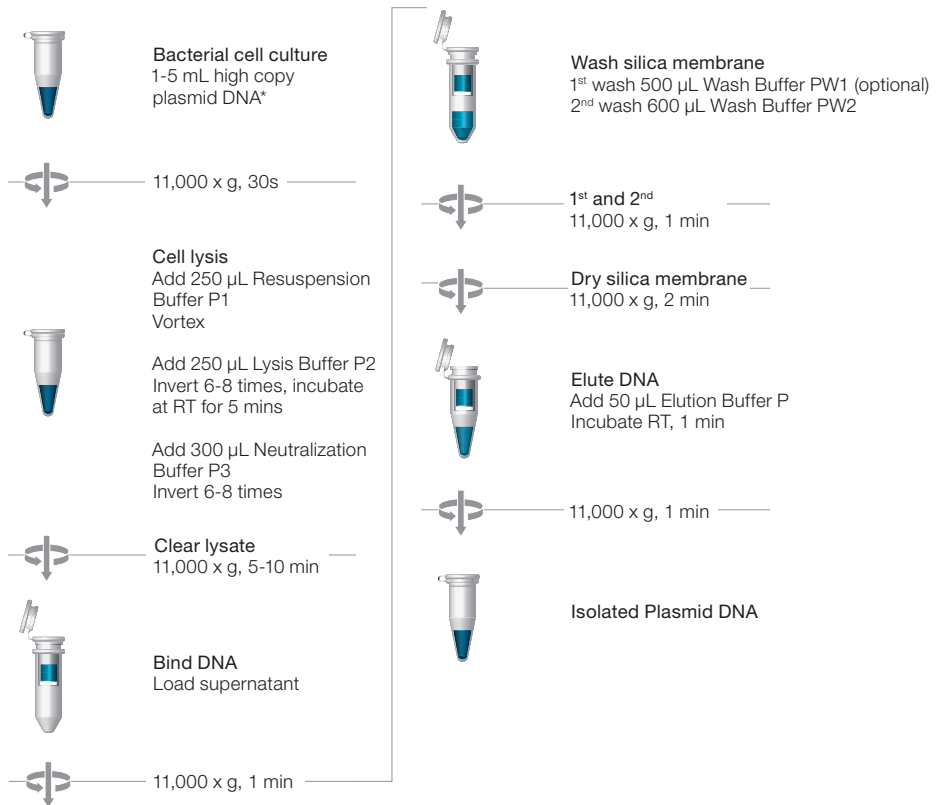 Bacterial cell culture
1-5 mL high copy
plasmid DNA*
11,000 x g, 30s
Cell lysis
Add 250 µL Resuspension
Buffer P1
Vortex
Add 250 µL Lysis Buffer P2
Invert 6-8 times, incubate
at RT for 5 mins
Add 300 µL Neutralization
Buffer P3
Invert 6-8 times
Clear lysate
11,000 x g, 5-10 min
Bind DNA
Load supernatant
11,000 x g, 1 min
Wash silica membrane
1st wash 500 µL Wash Buffer PW1 (optional)
2nd wash 600 µL Wash Buffer PW2
1st and 2nd
11,000 x g, 1 min
Dry silica membrane
11,000 x g, 2 min
Elute DNA
Add 50 µL Elution Buffer P
Incubate RT, 1 min
11,000 x g, 1 min
Isolated Plasmid DNA